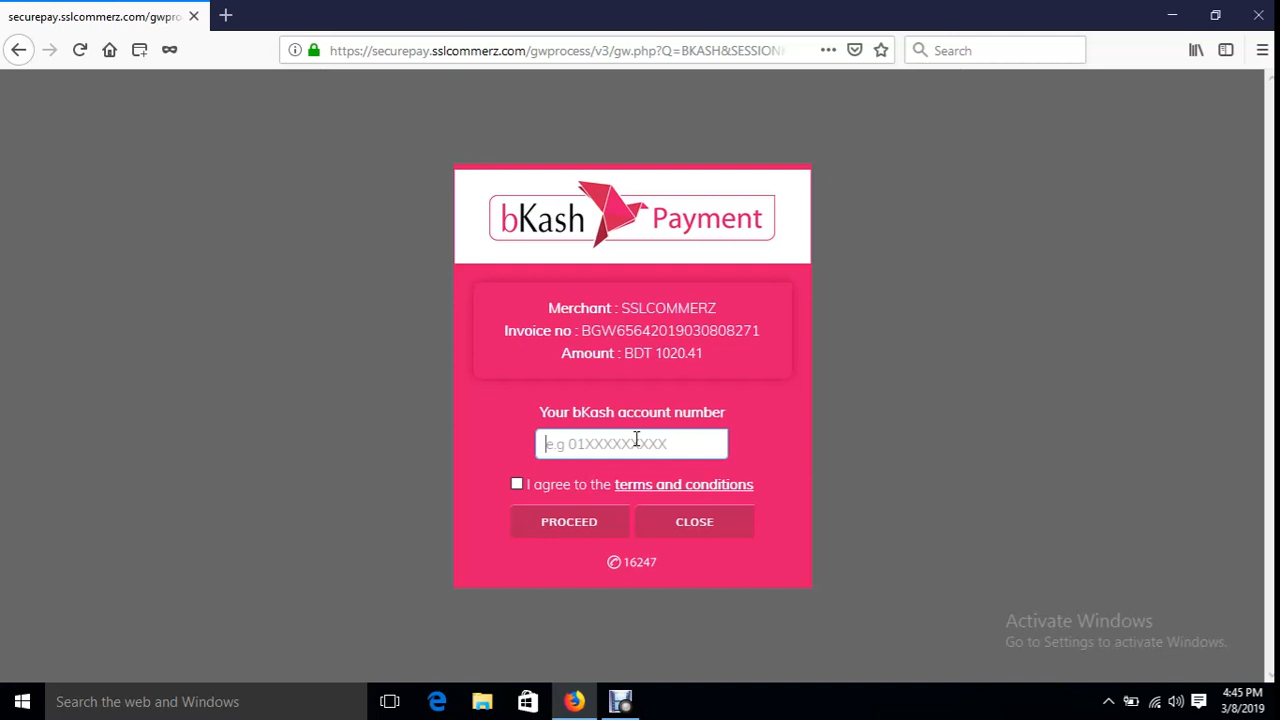 securepay.sslcommerz.com/gwpro
https://securepay.sslcommerz.com/gwprocess/v3/gw.php?Q=BKASH&SESSION
Search
bKash Payment
Merchant : SSLCOMMERZ
Invoice no : BGW65642019030808271
Amount : BDT 1020.41
Your bKash account number
e.g 01XXXXXXXXX
I agree to the terms and conditions
PROCEED
CLOSE
16247
Activate Windows
Go to Settings to activate Windows.
Search the web and Windows
4:45 PM
3/8/2019